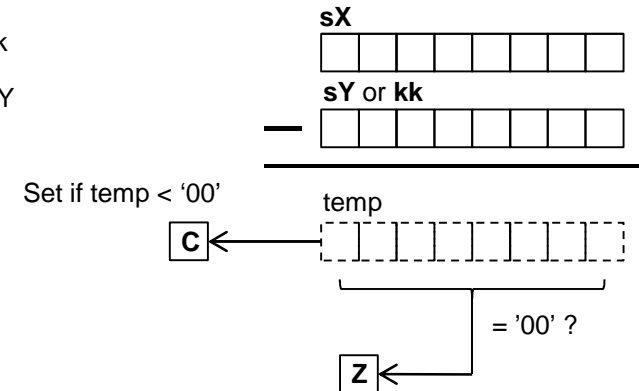 sX
k
sY or kk
Y
Set if temp < ‘00’
temp
C
= ’00’ ?
Z